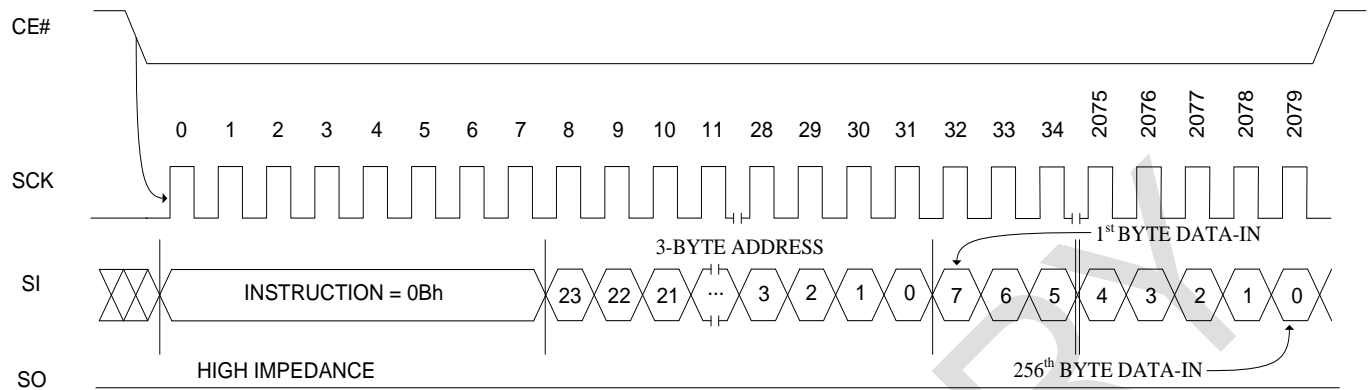 CE#
0 1 2 3 4 5 6 7 8 9 10 11 28 29 30 31 32 33 34 2075 2076 2077 2078 2079
SCK
3-BYTE ADDRESS
1st BYTE DATA-IN
SI
INSTRUCTION = 0Bh 23 22 21 ... 3 2 1 0 7 6 5 4 3 2 1 0
HIGH IMPEDANCE
256th BYTE DATA-IN
SO